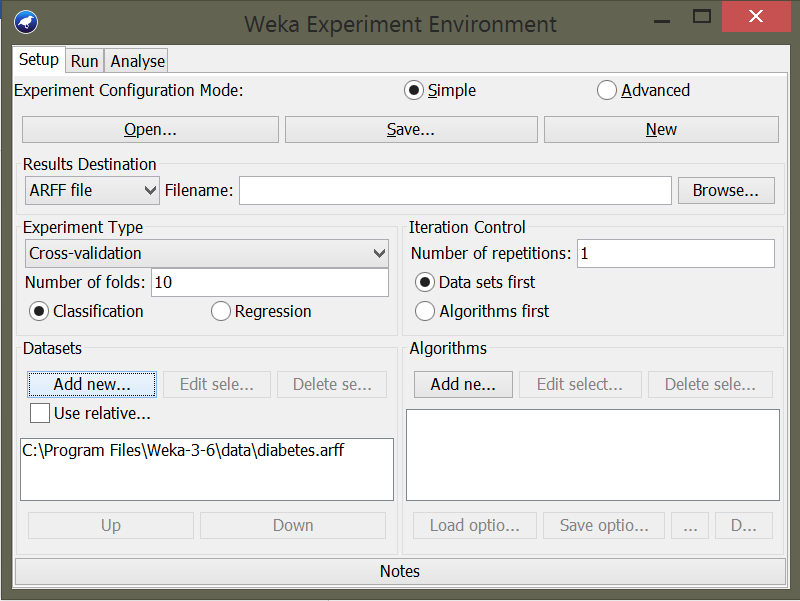 Weka Experiment Environment
Setup Run Analyse
Experiment Configuration Mode: Simple Advanced
Open... Save... New
Results Destination
ARFF file Filename: Browse...
Experiment Type Iteration Control
Cross-validation Number of repetitions: 1
Number of folds: 10 Data sets first
Classification Regression Algorithms first
Datasets Algorithms
Add new... Edit sele... Delete se... Add ne... Edit select... Delete sele...
Use relative...
C:\Program Files\Weka-3-6\data\diabetes.arff
Up Down Load optio... Save optio... ... D...
Notes